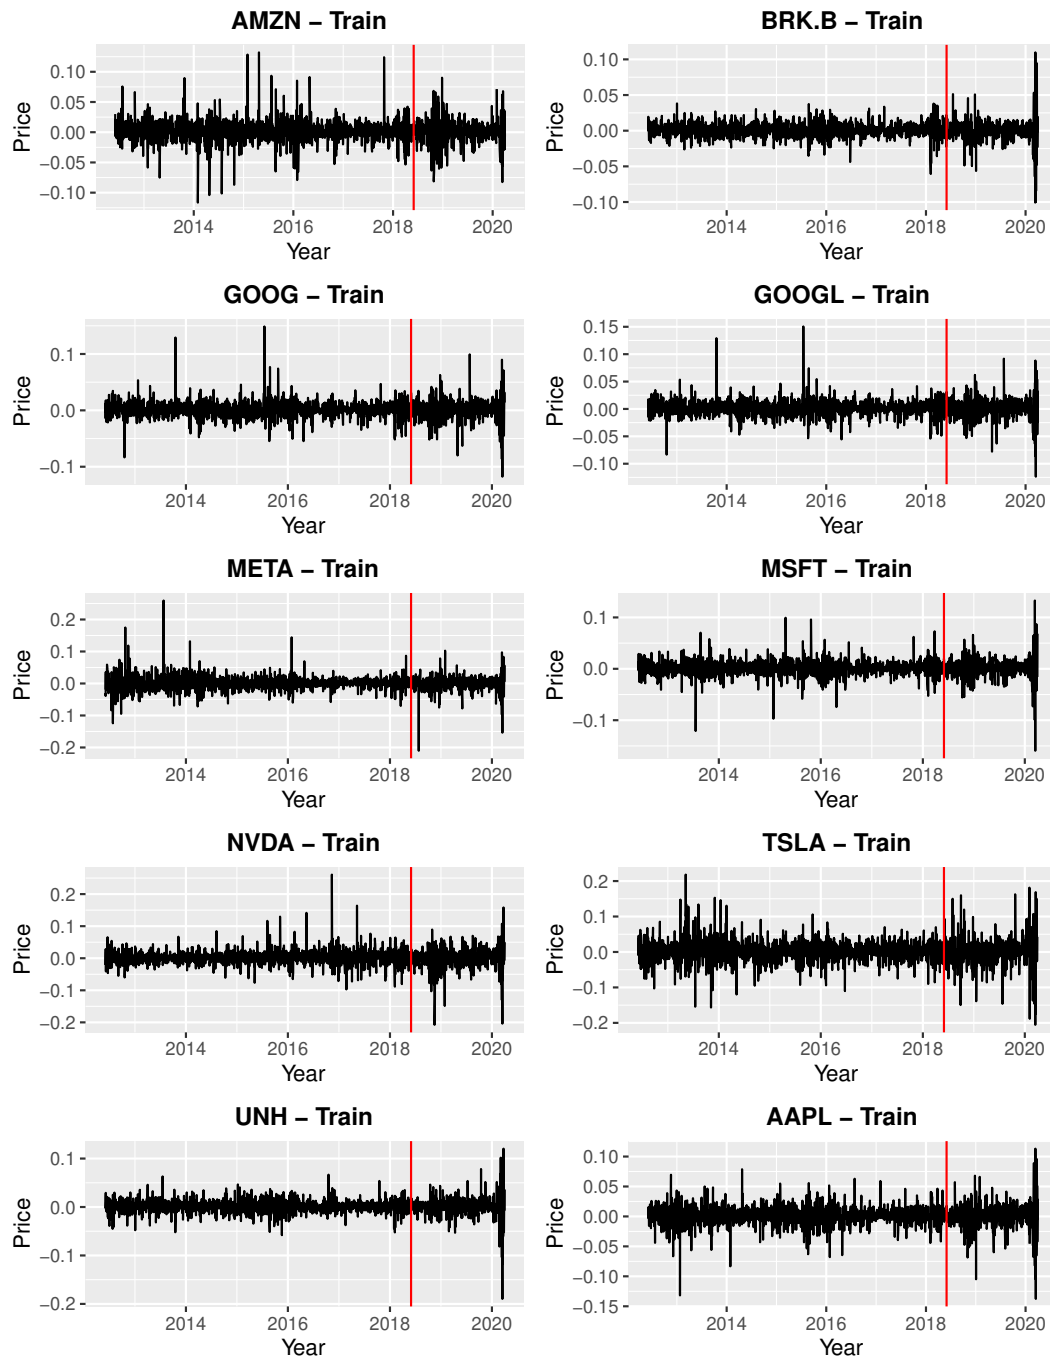 AMZN − Train
Price
0.10
0.05
0.00
−0.05
−0.10
2014 2016 2018 2020
Year
BRK.B − Train
Price
0.10
0.05
0.00
−0.05
−0.10
2014 2016 2018 2020
Year
GOOG − Train
Price
0.1
0.0
−0.1
2014 2016 2018 2020
Year
GOOGL − Train
Price
0.15
0.10
0.05
0.00
−0.05
−0.10
2014 2016 2018 2020
Year
META − Train
Price
0.2
0.1
0.0
−0.1
−0.2
2014 2016 2018 2020
Year
MSFT − Train
Price
0.1
0.0
−0.1
2014 2016 2018 2020
Year
NVDA − Train
Price
0.2
0.1
0.0
−0.1
−0.2
2014 2016 2018 2020
Year
TSLA − Train
Price
0.2
0.1
0.0
−0.1
−0.2
2014 2016 2018 2020
Year
UNH − Train
Price
0.1
0.0
−0.1
−0.2
2014 2016 2018 2020
Year
AAPL − Train
Price
0.10
0.05
0.00
−0.05
−0.10
−0.15
2014 2016 2018 2020
Year